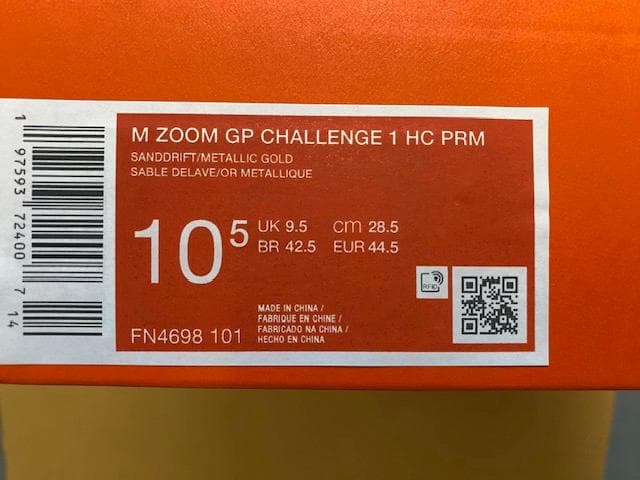 M ZOOM GP CHALLENGE 1 HC PRM
SANDDRIFT/METALLIC GOLD
SABLE DELAVE/OR METALLIQUE
10 5
UK 9.5 cm 28.5
BR 42.5 EUR 44.5
RFID
MADE IN CHINA /
FABRIQUE EN CHINE /
FABRICADO NA CHINA /
HECHO EN CHINA
FN4698 101
1 97593 72400 7 14